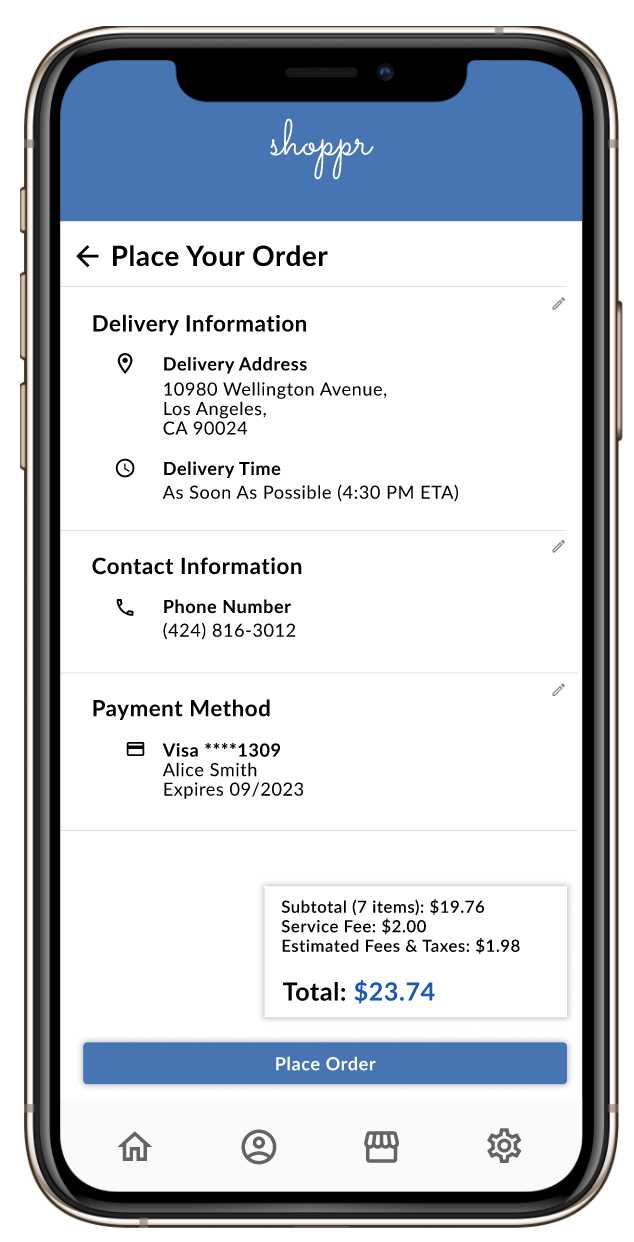 shoppr
Place Your Order
Delivery Information
Delivery Address
10980 Wellington Avenue,
Los Angeles,
CA 90024
Delivery Time
As Soon As Possible (4:30 PM ETA)
Contact Information
Phone Number
(424) 816-3012
Payment Method
Visa ****1309
Alice Smith
Expires 09/2023
Subtotal (7 items): $19.76
Service Fee: $2.00
Estimated Fees & Taxes: $1.98
Total: $23.74
Place Order